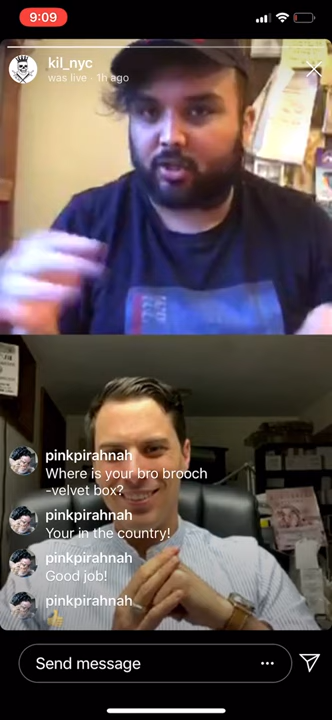 9:09
kil_nyc
was live · 1h ago
pinkpirahnah
Where is your bro brooch
-velvet box?
pinkpirahnah
Your in the country!
pinkpirahnah
Good job!
pinkpirahnah
Send message